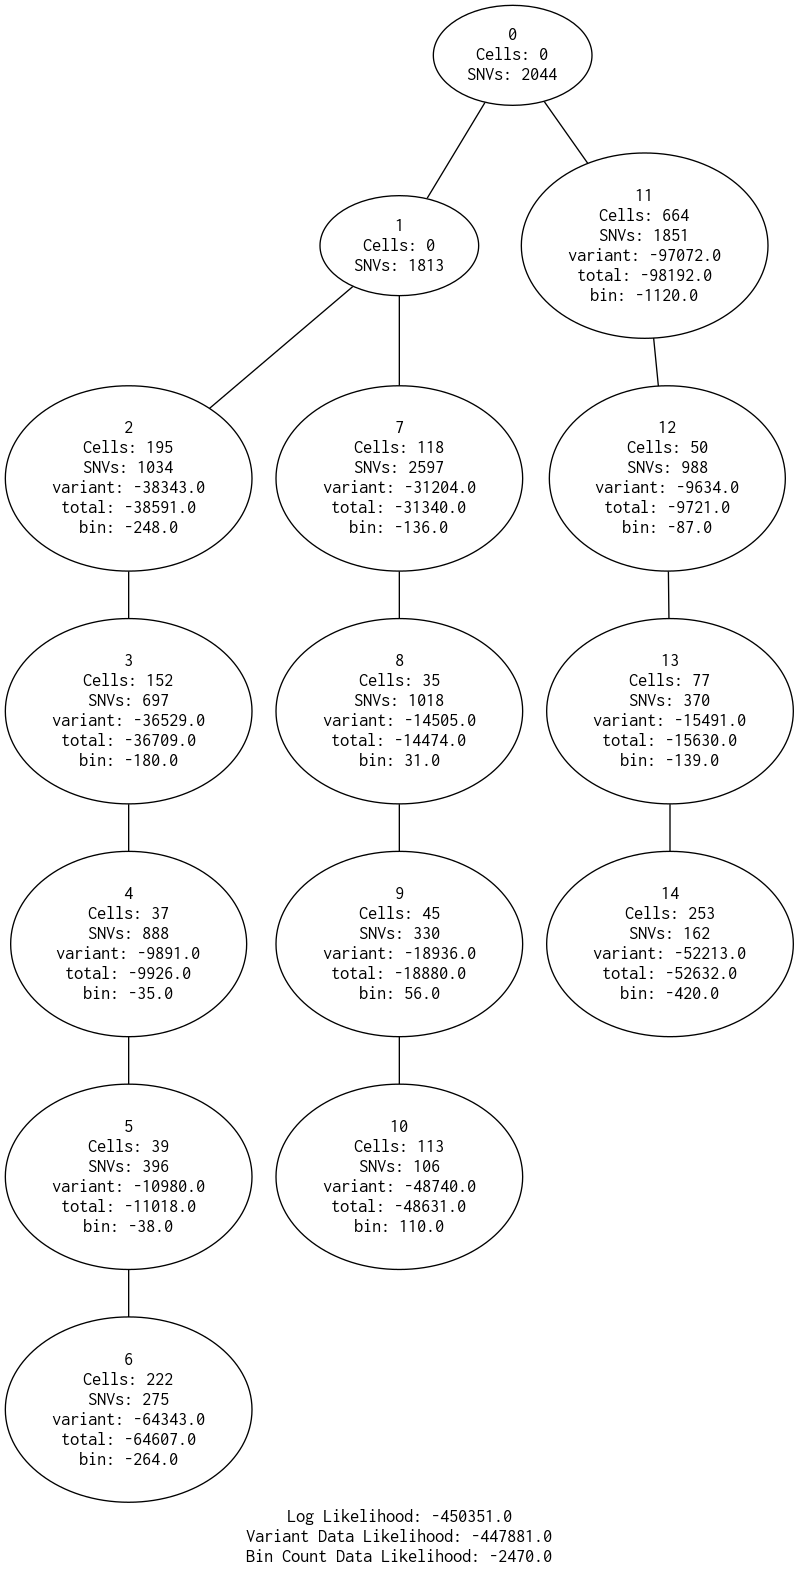 0
Cells: 0
SNVs: 2044
1
Cells: 0
SNVs: 1813
11
Cells: 664
SNVs: 1851
variant: -97072.0
total: -98192.0
bin: -1120.0
2
Cells: 195
SNVs: 1034
variant: -38343.0
total: -38591.0
bin: -248.0
7
Cells: 118
SNVs: 2597
variant: -31204.0
total: -31340.0
bin: -136.0
12
Cells: 50
SNVs: 988
variant: -9634.0
total: -9721.0
bin: -87.0
3
Cells: 152
SNVs: 697
variant: -36529.0
total: -36709.0
bin: -180.0
8
Cells: 35
SNVs: 1018
variant: -14505.0
total: -14474.0
bin: 31.0
13
Cells: 77
SNVs: 370
variant: -15491.0
total: -15630.0
bin: -139.0
4
Cells: 37
SNVs: 888
variant: -9891.0
total: -9926.0
bin: -35.0
9
Cells: 45
SNVs: 330
variant: -18936.0
total: -18880.0
bin: 56.0
14
Cells: 253
SNVs: 162
variant: -52213.0
total: -52632.0
bin: -420.0
5
Cells: 39
SNVs: 396
variant: -10980.0
total: -11018.0
bin: -38.0
10
Cells: 113
SNVs: 106
variant: -48740.0
total: -48631.0
bin: 110.0
6
Cells: 222
SNVs: 275
variant: -64343.0
total: -64607.0
bin: -264.0
Log Likelihood: -450351.0
Variant Data Likelihood: -447881.0
Bin Count Data Likelihood: -2470.0